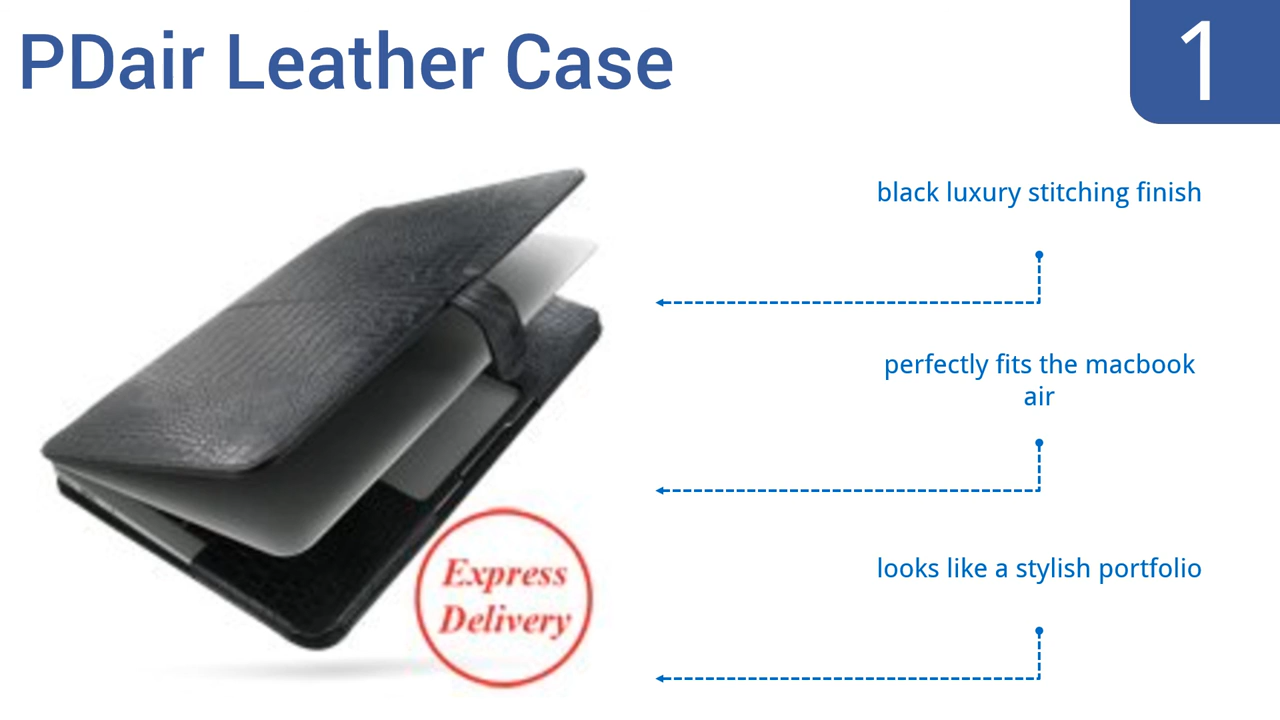 PDair Leather Case
1
black luxury stitching finish
perfectly fits the macbook
air
looks like a stylish portfolio
Express
Delivery